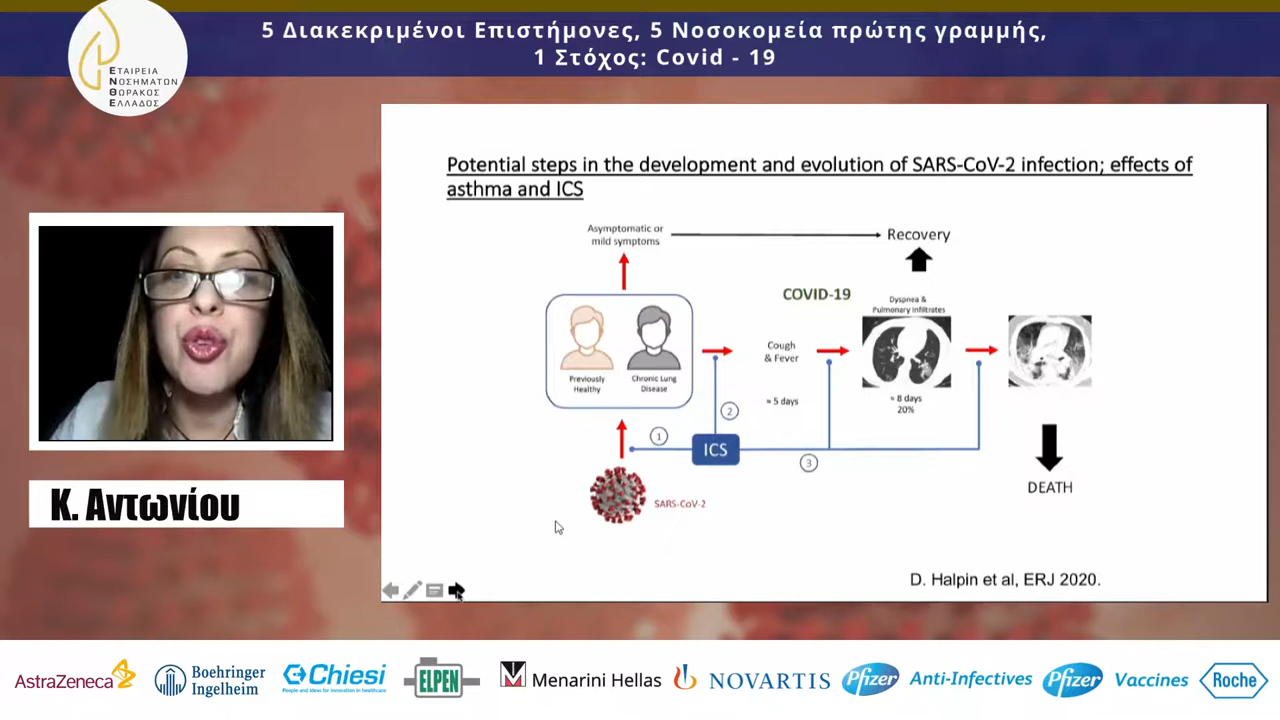 5 Διακεκριμένοι Επιστήμονες, 5 Νοσοκομεία πρώτης γραμμής,
1 Στόχος: Covid - 19
ΕΤΑΙΡΕΙΑ
ΝΟΣΗΜΑΤΩΝ
ΘΩΡΑΚΟΣ
ΕΛΛΑΔΟΣ
Potential steps in the development and evolution of SARS-CoV-2 infection; effects of
asthma and ICS
Asymptomatic or
mild symptoms
Recovery
COVID-19
Dyspnea &
Pulmonary Infiltrates
Cough
& Fever
Previously
Healthy
Chronic Lung
Disease
≈ 5 days
≈ 8 days
20%
2
1
ICS
3
SARS-CoV-2
DEATH
D. Halpin et al, ERJ 2020.
Κ. Αντωνίου
AstraZeneca
Boehringer
Ingelheim
Chiesi
People and ideas for innovation in healthcare
ELPEN
Menarini Hellas
NOVARTIS
Pfizer
Anti-Infectives
Pfizer
Vaccines
Roche